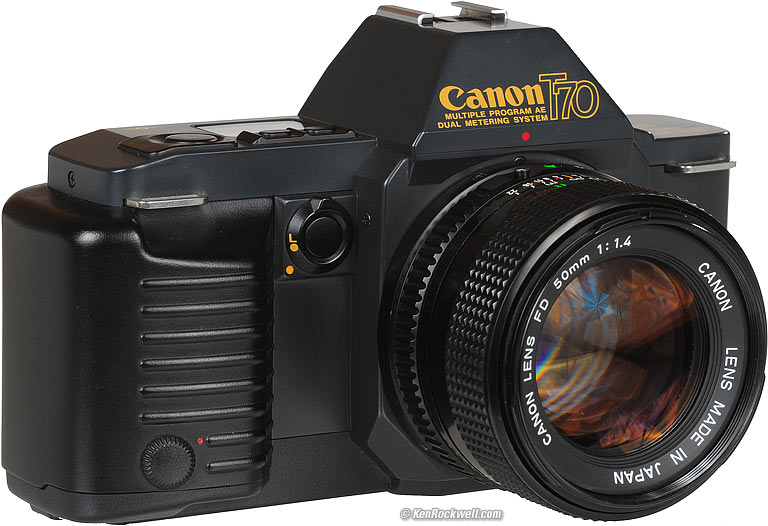 Canon T70
MULTIPLE PROGRAM AE
DUAL METERING SYSTEM
L
CANON LENS FD 50mm 1:1.4
CANON LENS MADE IN JAPAN
© KenRockwell.com